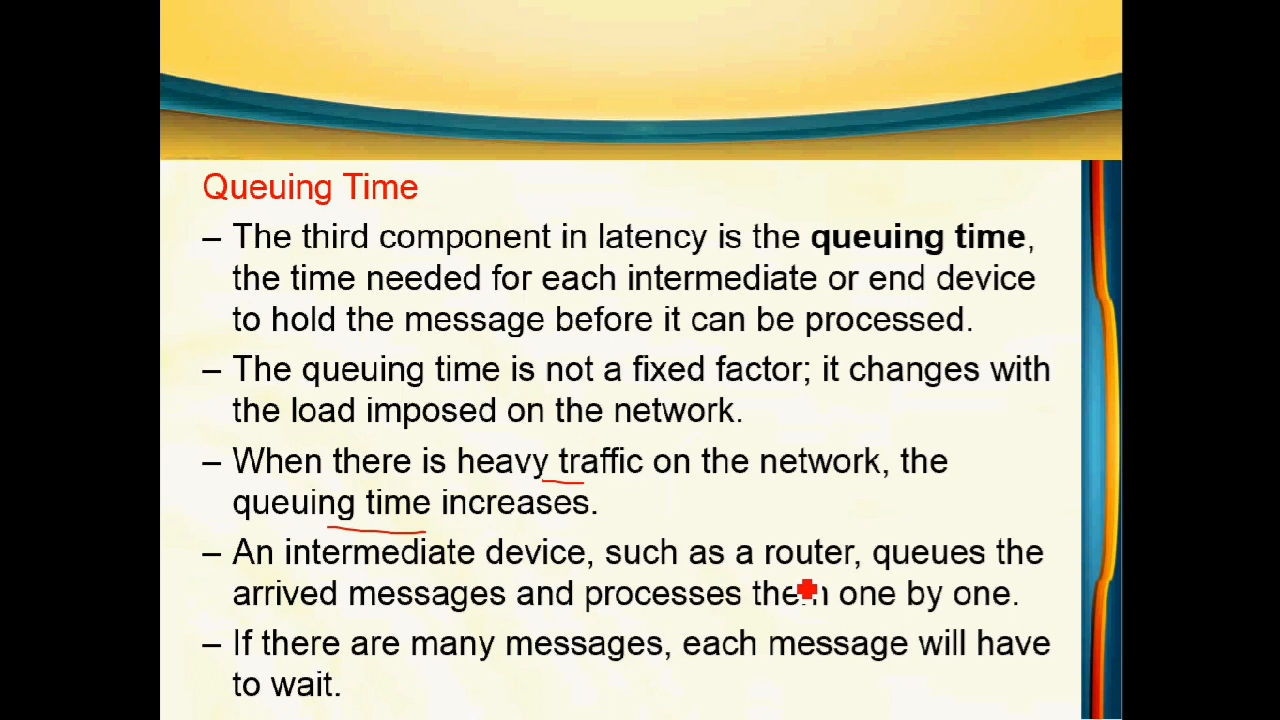 Queuing Time
– The third component in latency is the queuing time,
the time needed for each intermediate or end device
to hold the message before it can be processed.
– The queuing time is not a fixed factor; it changes with
the load imposed on the network.
– When there is heavy traffic on the network, the
queuing time increases.
– An intermediate device, such as a router, queues the
arrived messages and processes them one by one.
– If there are many messages, each message will have
to wait.